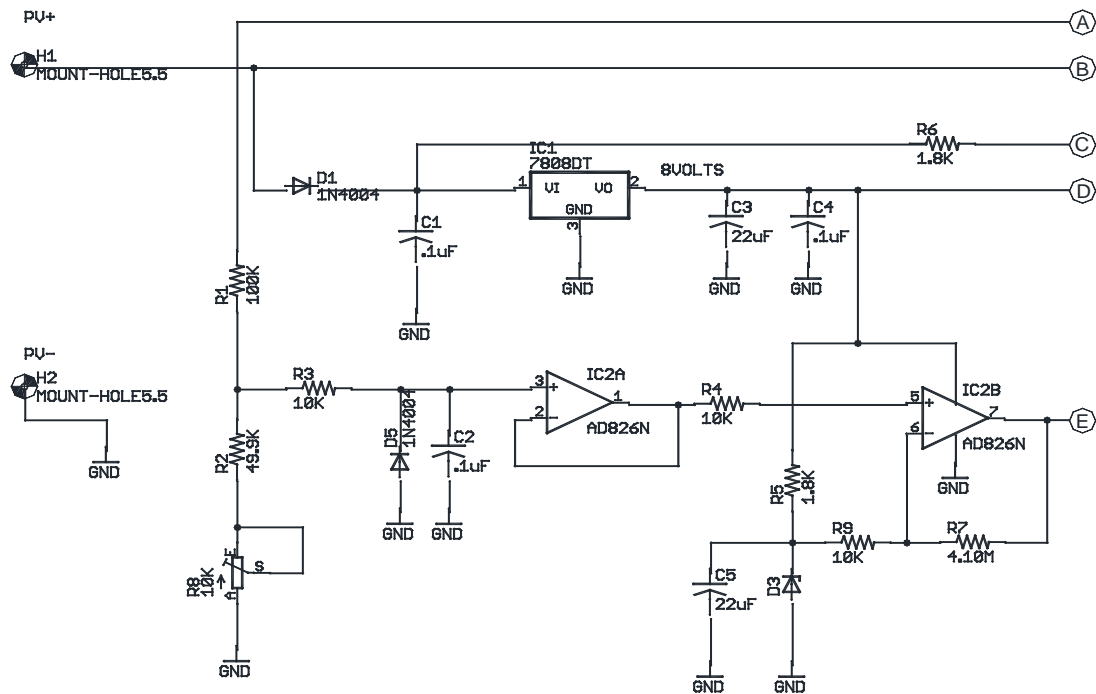 PV+
A
H1
MOUNT-HOLE5.5
B
R6
1.8K
C
IC1
7808DT
8VOLTS
D1
1N4004
1
VI
VO
2
GND
3
D
C1
.1uF
C3
22uF
C4
.1uF
GND
GND
GND
R1
100K
GND
PV-
H2
MOUNT-HOLE5.5
R3
10K
IC2A
3
+
1
2
-
AD826N
R4
10K
IC2B
5
+
7
6
-
AD826N
E
D5
1N4004
C2
.1uF
R2
49.9K
GND
GND
GND
R5
1.8K
GND
R9
10K
R7
4.10M
R8
10K
E
S
A
C5
22uF
D3
GND
GND
GND